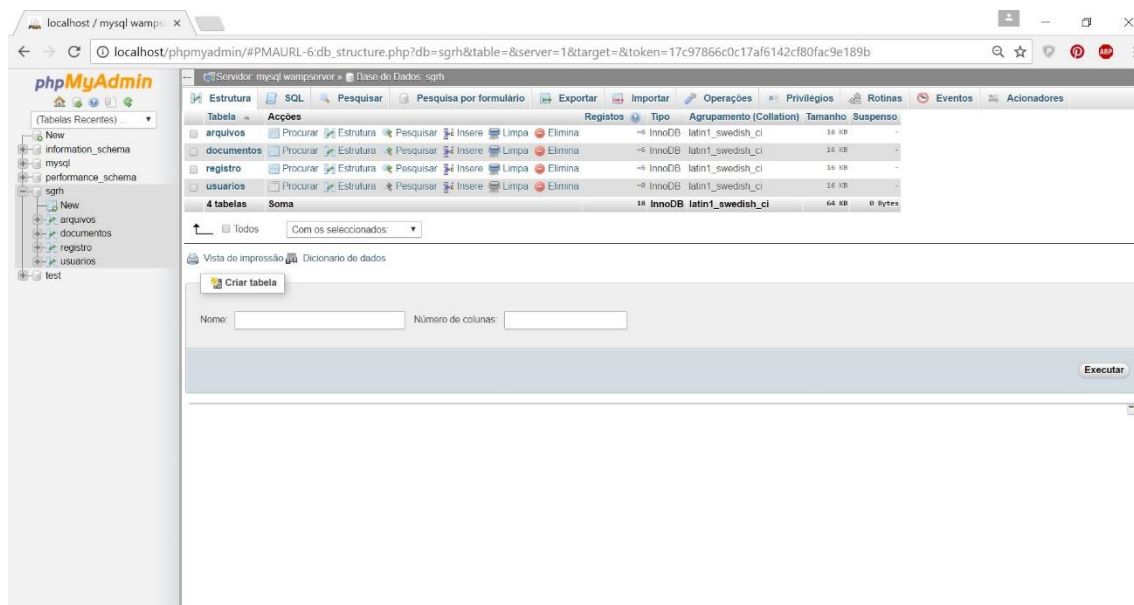 localhost / mysql wamps
localhost/phpmyadmin/#PMAURL-6:db_structure.php?db=sgrh&table=&server=1&target=&token=17c97866c0c17af6142cf80fac9e189b
ABP
phpMyAdmin
(Tabelas Recentes) ...
New
information_schema
mysql
performance_schema
sgrh
New
arquivos
documentos
registro
usuarios
test
Servidor: mysql wampserver » Base de Dados: sgrh
Estrutura SQL Pesquisar Pesquisa por formulário Exportar Importar Operações Privilégios Rotinas Eventos Acionadores
Tabela Acções Registos Tipo Agrupamento (Collation) Tamanho Suspenso
arquivos Procurar Estrutura Pesquisar Insere Limpa Elimina ~6 InnoDB latin1_swedish_ci 16 KB -
documentos Procurar Estrutura Pesquisar Insere Limpa Elimina ~6 InnoDB latin1_swedish_ci 16 KB -
registro Procurar Estrutura Pesquisar Insere Limpa Elimina ~6 InnoDB latin1_swedish_ci 16 KB -
usuarios Procurar Estrutura Pesquisar Insere Limpa Elimina InnoDB latin1_swedish_ci 16 KB -
4 tabelas Soma 18 InnoDB latin1_swedish_ci 64 KB 0 Bytes
Todos Com os seleccionados:
Vista de impressão Dicionario de dados
Criar tabela
Nome: Número de colunas:
Executar